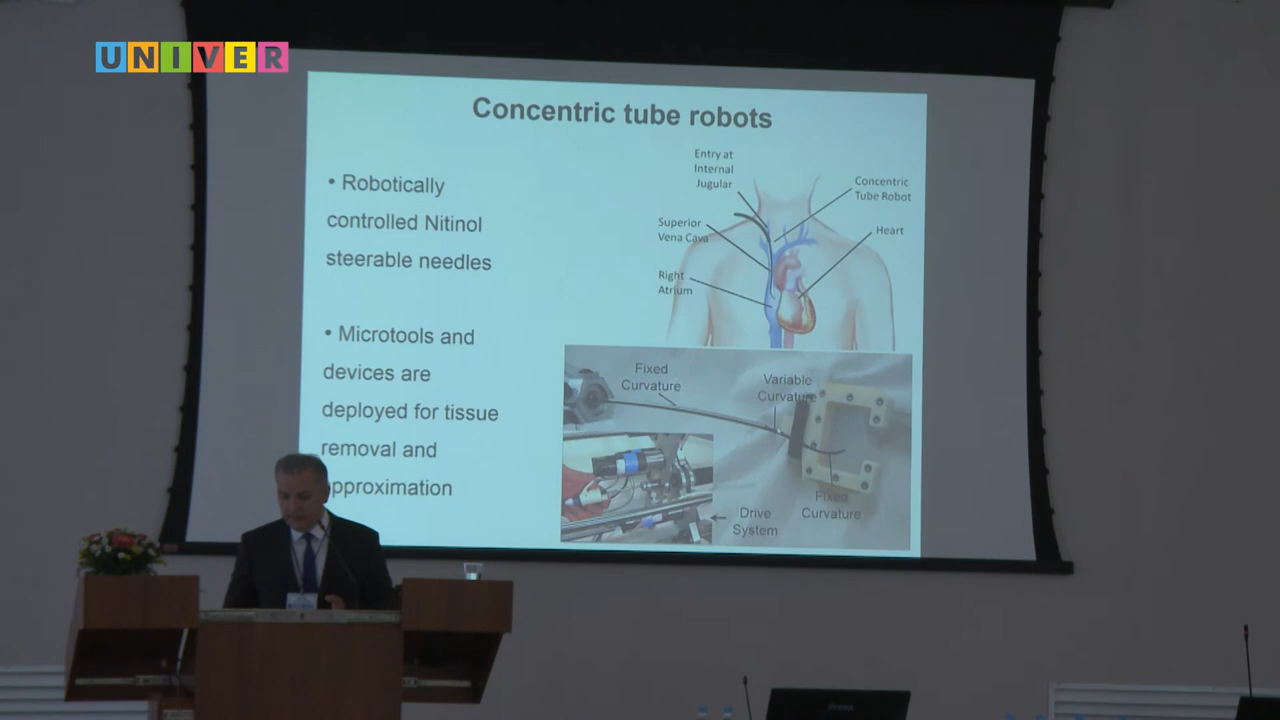 UNIVER
Concentric tube robots
• Robotically
controlled Nitinol
steerable needles
• Microtools and
devices are
deployed for tissue
removal and
approximation
Entry at
Internal
Jugular
Concentric
Tube Robot
Superior
Vena Cava
Heart
Right
Atrium
Fixed
Curvature
Variable
Curvature
Fixed
Curvature
Drive
System